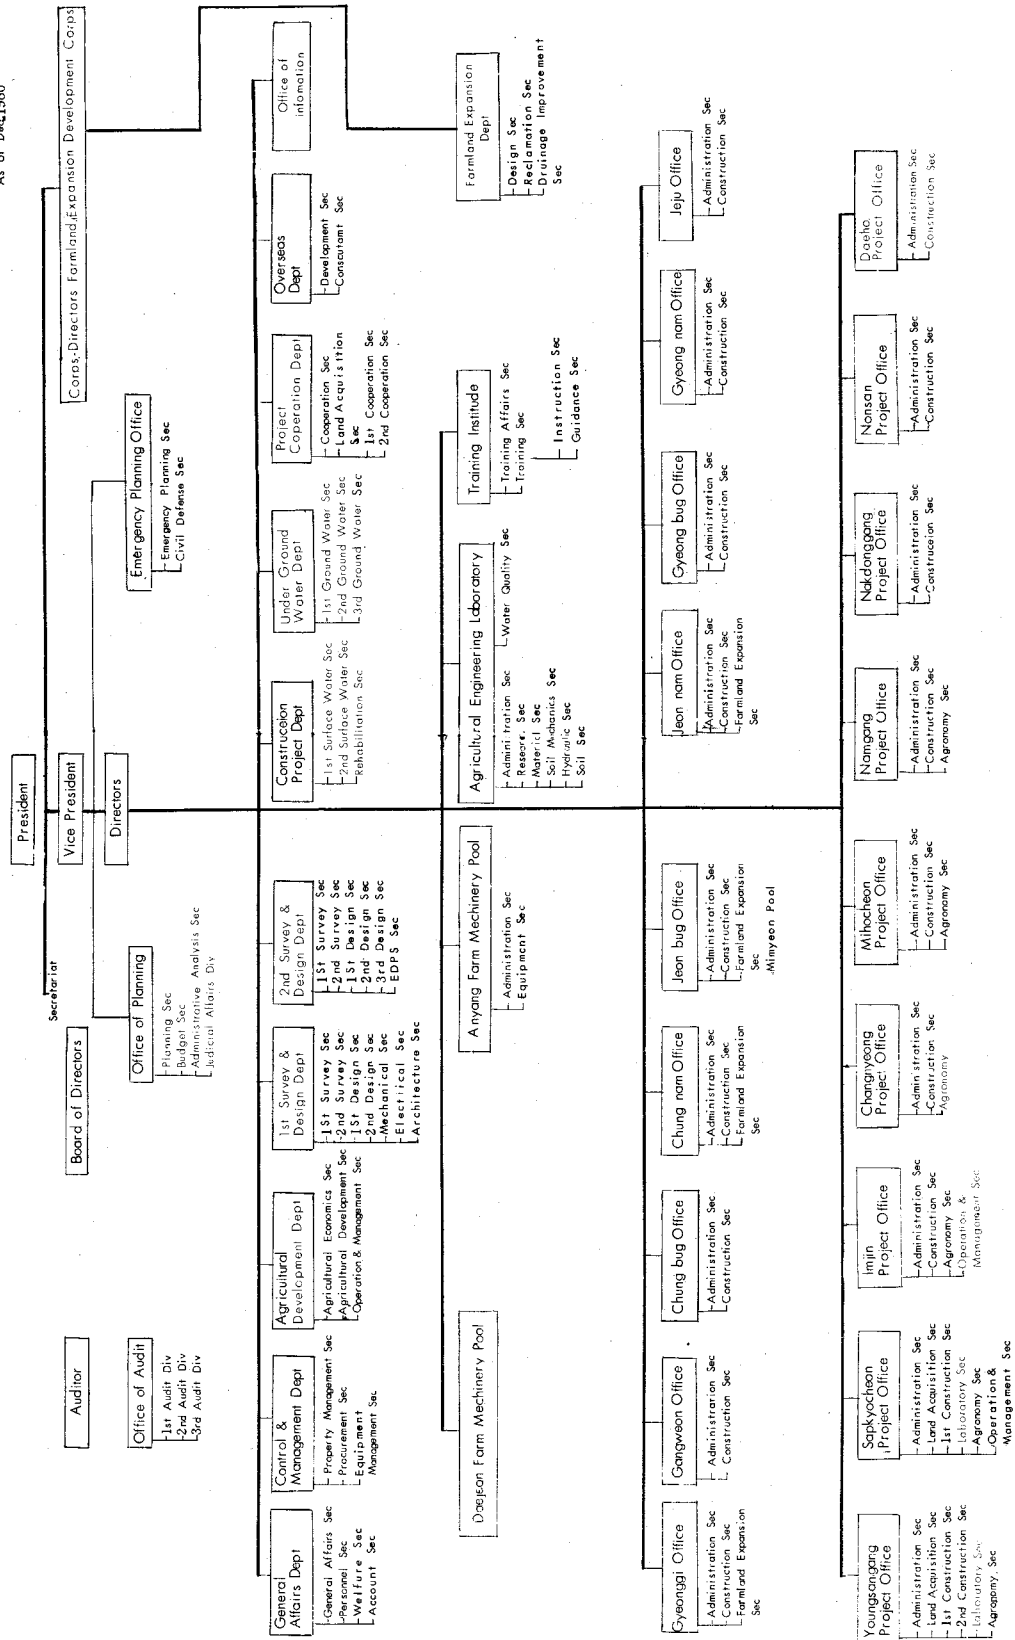 As of Dec, 1980
President
Corps,-Directors Farmland,Expansion Development Corps
Secretariat
Vice President
Board of Directors
Auditor
Directors
Office of Audit
1st Audit Div
2nd Audit Div
3rd Audit Div
Office of Planning
Planning Sec
Budget Sec
Administrative Analysis Sec
Judicial Affairs Div
Emergency Planning Office
Emergency Planning Sec
Civil Defense Sec
General
Affairs Dept
General Affairs Sec
Personnel Sec
Welfure Sec
Account Sec
Control &
Management Dept
Property Management Sec
Procurement Sec
Equipment
Management Sec
Agricultural
Development Dept
Agricultural Economics Sec
Agricultural Development Sec
Operation & Management Sec
1st Survey &
Design Dept
1St Survey Sec
2nd Survey Sec
1St Design Sec
2nd Design Sec
Mechanical Sec
Electrical Sec
Architecture Sec
2nd Survey &
Design Dept
1St Survey Sec
2nd Survey Sec
1St Design Sec
2nd Design Sec
3rd Design Sec
EDPS Sec
Construceion
Project Dept
1st Surface Water Sec
2nd Surface Water Sec
Rehabilitation Sec
Under Ground
Water Dept
1st Ground Water Sec
2nd Ground Water Sec
3rd Ground Water Sec
Project
Coperation Dept
Cooperation Sec
Land Acquisition
Sec
1st Cooperation Sec
2nd Cooperation Sec
Overseas
Dept
Development Sec
Conscutamt Sec
Office of
infomation
Farmland Expansion
Dept
Design Sec
Reclamation Sec
Druinage Improvement
Sec
Daejean Farm Mechinery Pool
Anyang Farm Mechinery Pool
Administration Sec
Equipment Sec
Agricultural Engineering Laboratory
Administration Sec
Matericl Sec
Soil Mechanics Sec
Hydraulic Sec
Soil Sec
Water Quality Sec
Training Institude
Training Affairs Sec
Training Sec
Instruction Sec
Guidance Sec
Gyeonggi Office
Administration Sec
Construction Sec
Farmland Expansion
Sec
Gangweon Office
Administration Sec
Construction Sec
Chung bug Office
Administration Sec
Construction Sec
Chung nam Office
Administration Sec
Construction Sec
Farmland Expansion
Sec
Jeon bug Office
Administration Sec
Construction Sec
Farmland Expansion
Sec
Mimyeon Pool
Jeon nam Office
Administration Sec
Construction Sec
Farmland Expansion
Sec
Gyeong bug Office
Administration Sec
Construction Sec
Gyeong nam Office
Administration Sec
Construction Sec
Jeju Office
Administration Sec
Construction Sec
Youngsangang
Project Office
Administration Sec
Land Acquisition Sec
1st Construction Sec
2nd Construction Sec
Laboratory Sec
Agronomy, Sec
Sapkyocheon
Project Office
Administration Sec
Land Acquisition Sec
1st Construction Sec
Laboratory Sec
Agronomy Sec
Operation &
Management Sec
Imjin
Project Office
Administration Sec
Construction Sec
Agronomy Sec
Operation &
Management Sec
Changnyeong
Project Office
Administration Sec
Construction Sec
Agronomy
Mihocheon
Project Office
Administration Sec
Construction Sec
Agronomy Sec
Namgang
Project Office
Administration Sec
Construction Sec
Agronomy Sec
Nakdonggang
Project Office
Administration Sec
Construceion Sec
Nonsan
Project Office
Administration Sec
Construction Sec
Daeho
Project Office
Administration Sec
Construction Sec